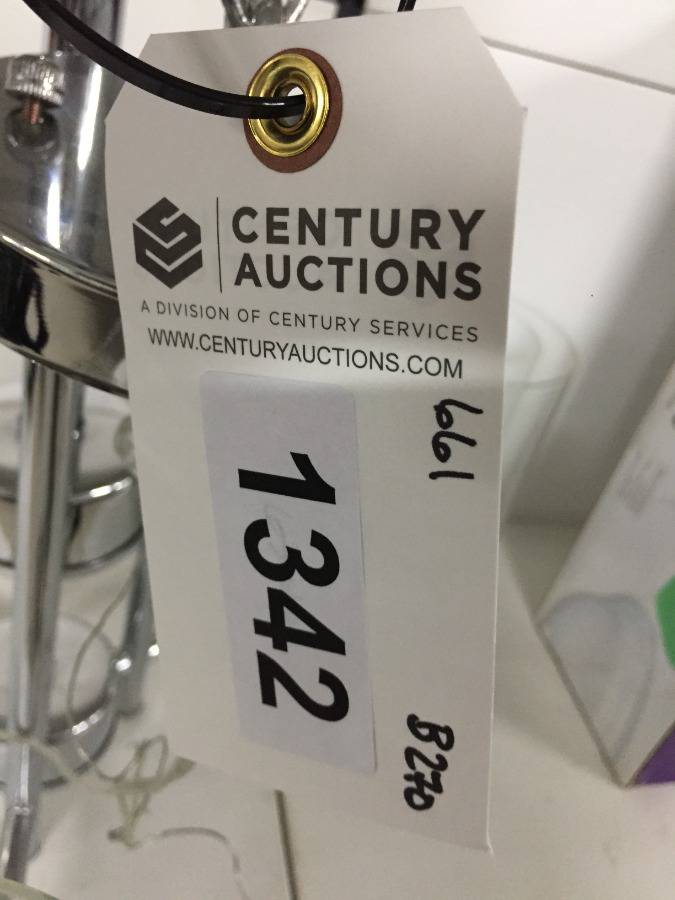 CENTURY
AUCTIONS
A DIVISION OF CENTURY SERVICES
WWW.CENTURYAUCTIONS.COM
661
1342
B270